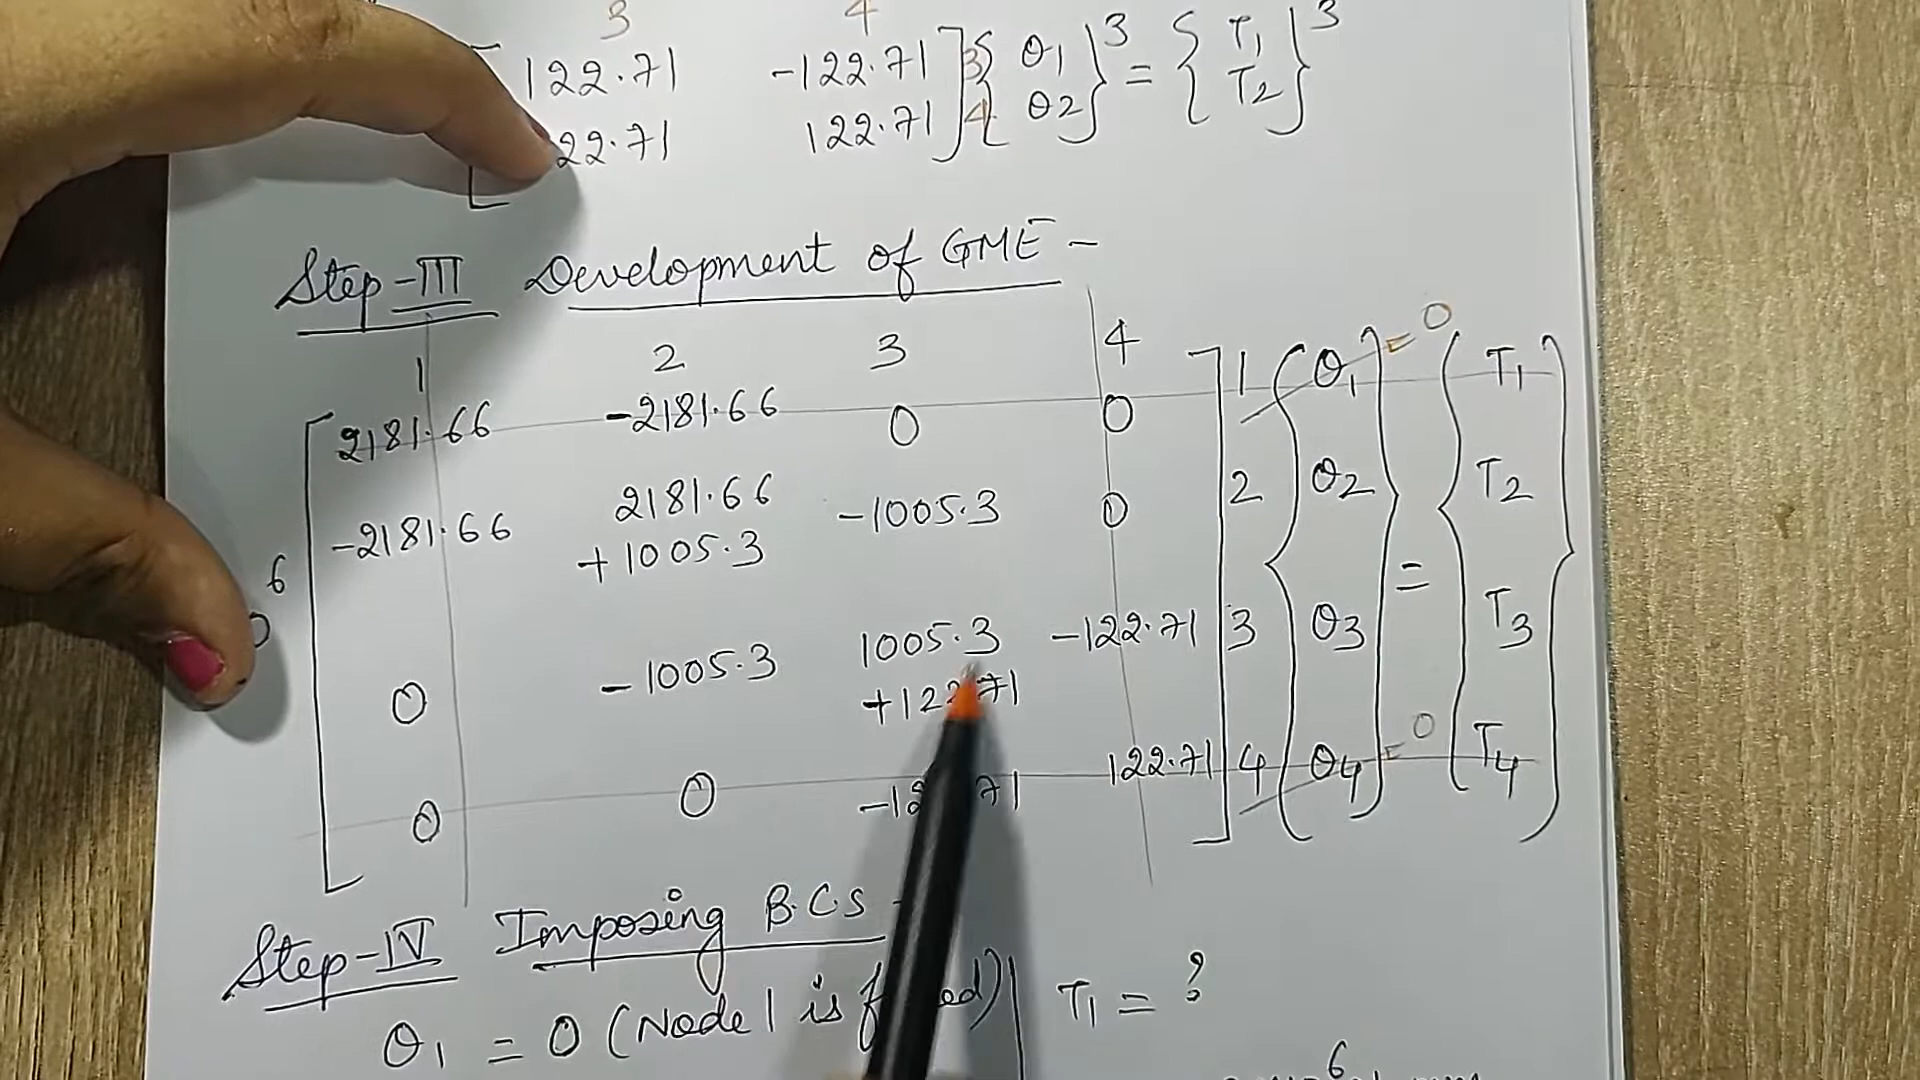 3 4
122.71 -122.71 3 { θ1 }³ = { T1 }³
22.71 122.71 4 θ2 T2
Step-III Development of GME -
1 2 3 4
2181.66 -2181.66 0 0 1 θ1 = 0 T1
-2181.66 2181.66 -1005.3 0 2 θ2 T2
+1005.3
=
6
0 -1005.3 1005.3 -122.71 3 θ3 T3
+122.71
0 0 122.71 4 θ4 = 0 T4
Step-IV Imposing B.C.s -
θ1 = 0 (Node 1 is T1 = ?
6